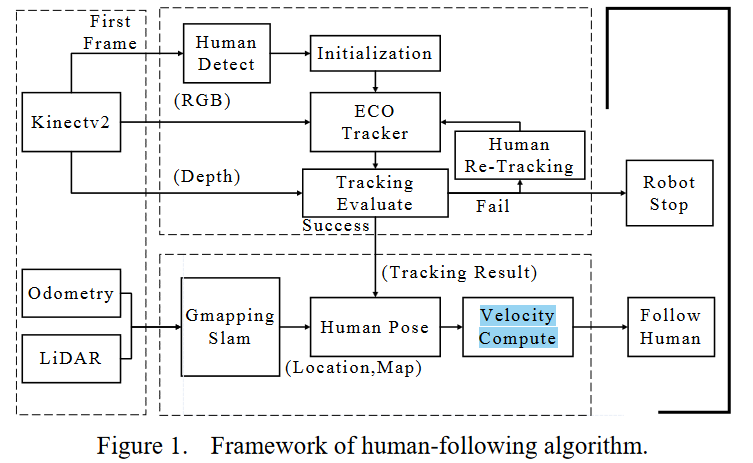 First
Frame
Human
Detect
Initialization
(RGB)
Kinectv2
ECO
Tracker
Human
Re-Tracking
(Depth)
Tracking
Evaluate
Fail
Robot
Stop
Success
(Tracking Result)
Odometry
LiDAR
Gmapping
Slam
Human Pose
(Location,Map)
Velocity
Compute
Follow
Human
Figure 1. Framework of human-following algorithm.